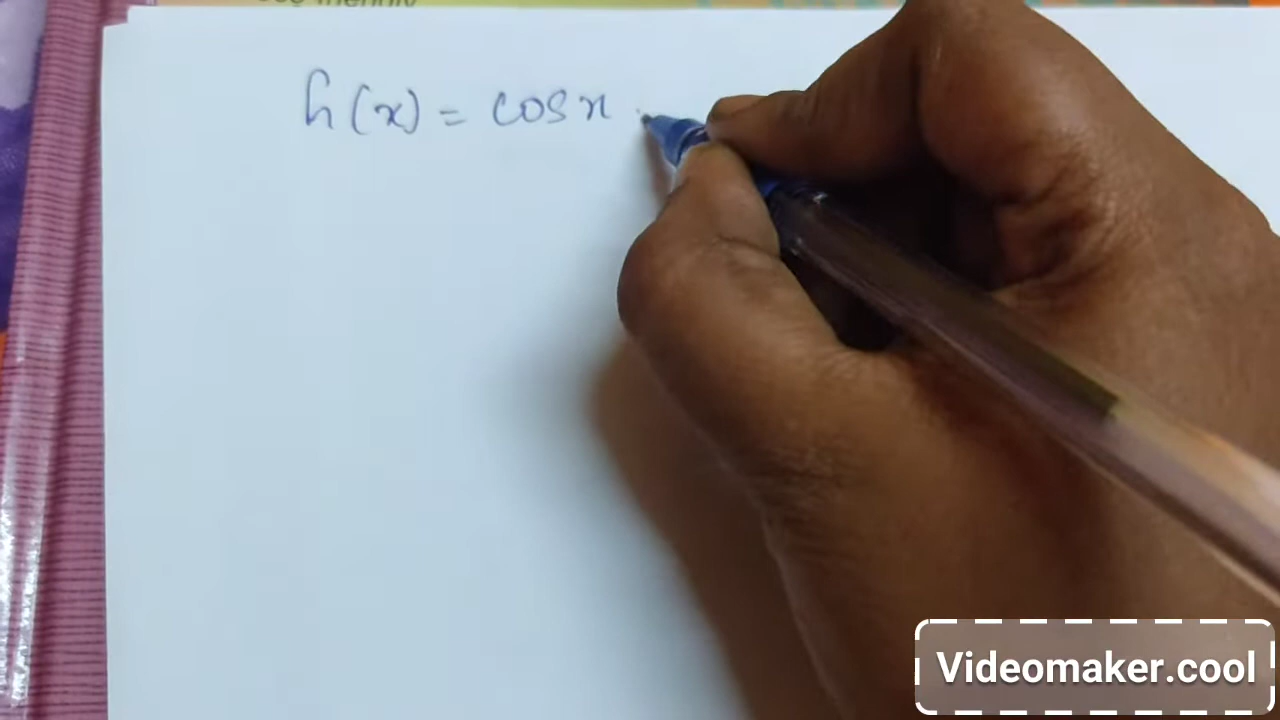 h(x) = cos x
Videomaker.cool